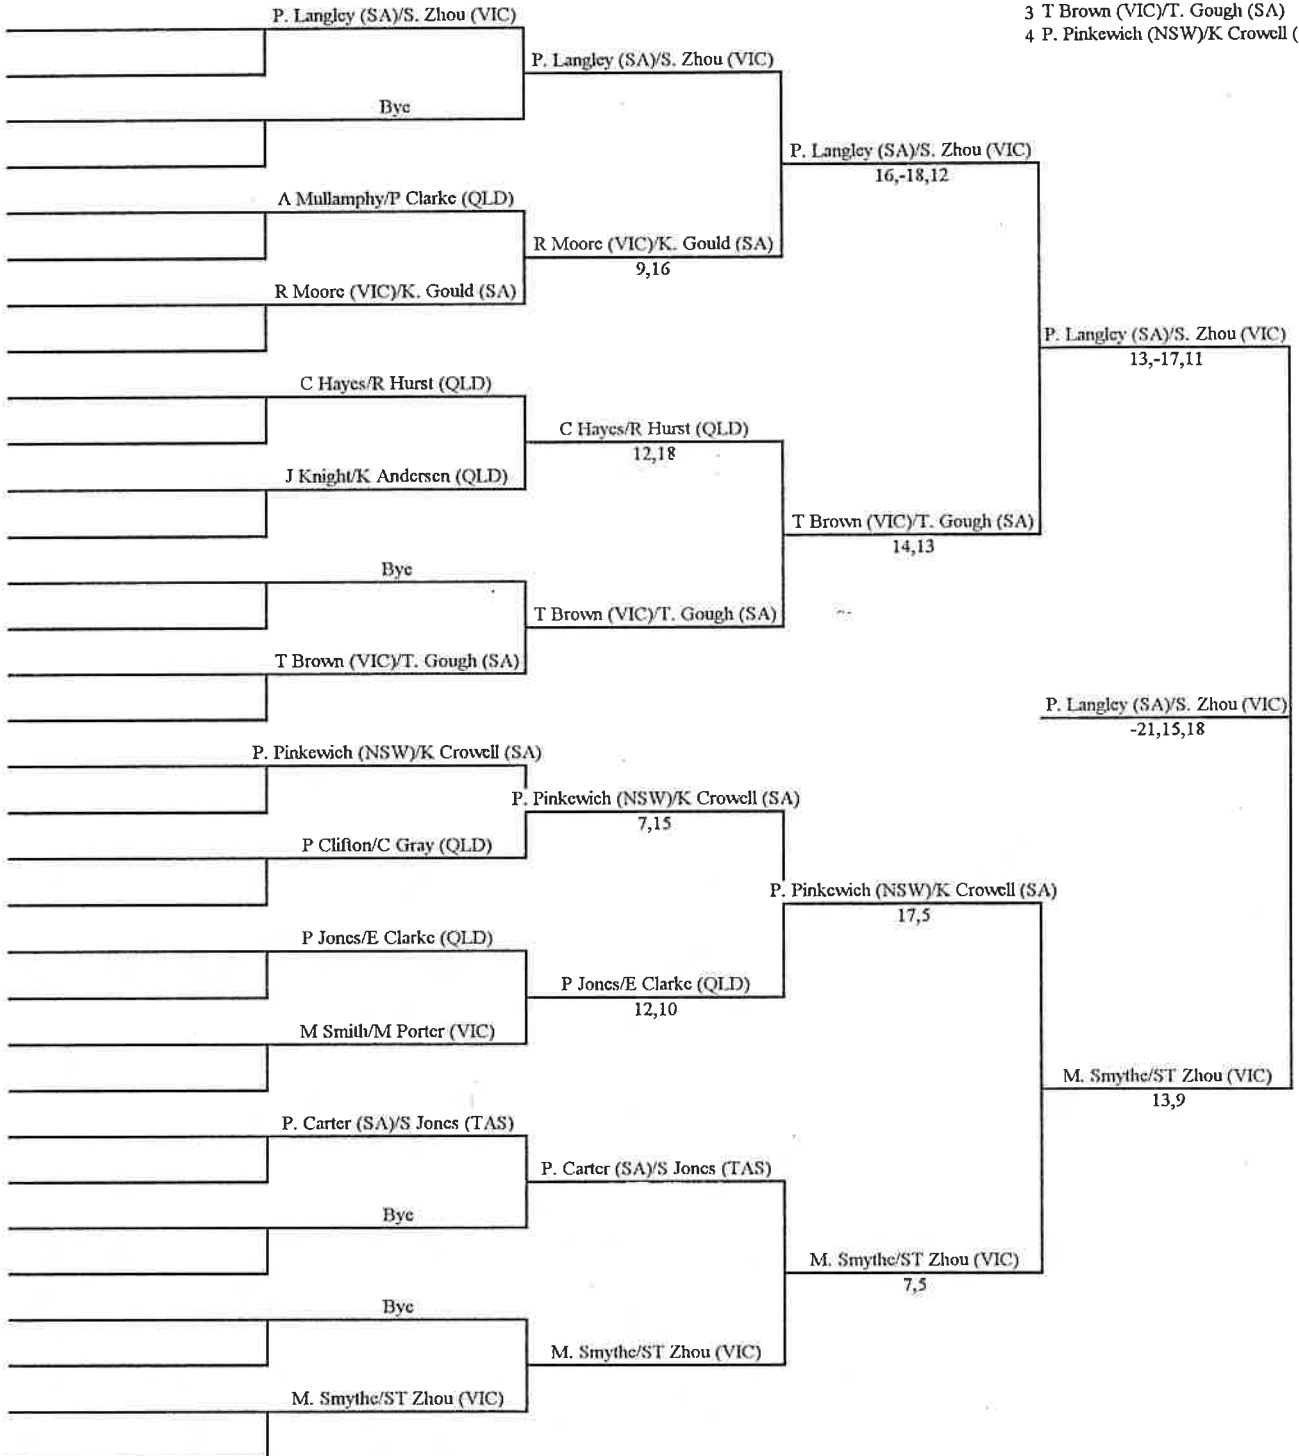 3 T Brown (VIC)/T. Gough (SA)
4 P. Pinkewich (NSW)/K Crowell (
P. Langley (SA)/S. Zhou (VIC)
P. Langley (SA)/S. Zhou (VIC)
Bye
P. Langley (SA)/S. Zhou (VIC)
16,-18,12
A Mullamphy/P Clarke (QLD)
R Moore (VIC)/K. Gould (SA)
9,16
R Moore (VIC)/K. Gould (SA)
P. Langley (SA)/S. Zhou (VIC)
13,-17,11
C Hayes/R Hurst (QLD)
C Hayes/R Hurst (QLD)
12,18
J Knight/K Andersen (QLD)
T Brown (VIC)/T. Gough (SA)
14,13
Bye
T Brown (VIC)/T. Gough (SA)
T Brown (VIC)/T. Gough (SA)
P. Langley (SA)/S. Zhou (VIC)
-21,15,18
P. Pinkewich (NSW)/K Crowell (SA)
P. Pinkewich (NSW)/K Crowell (SA)
7,15
P Clifton/C Gray (QLD)
P. Pinkewich (NSW)/K Crowell (SA)
17,5
P Jones/E Clarke (QLD)
P Jones/E Clarke (QLD)
12,10
M Smith/M Porter (VIC)
M. Smythe/ST Zhou (VIC)
13,9
P. Carter (SA)/S Jones (TAS)
P. Carter (SA)/S Jones (TAS)
Bye
M. Smythe/ST Zhou (VIC)
7,5
Bye
M. Smythe/ST Zhou (VIC)
M. Smythe/ST Zhou (VIC)